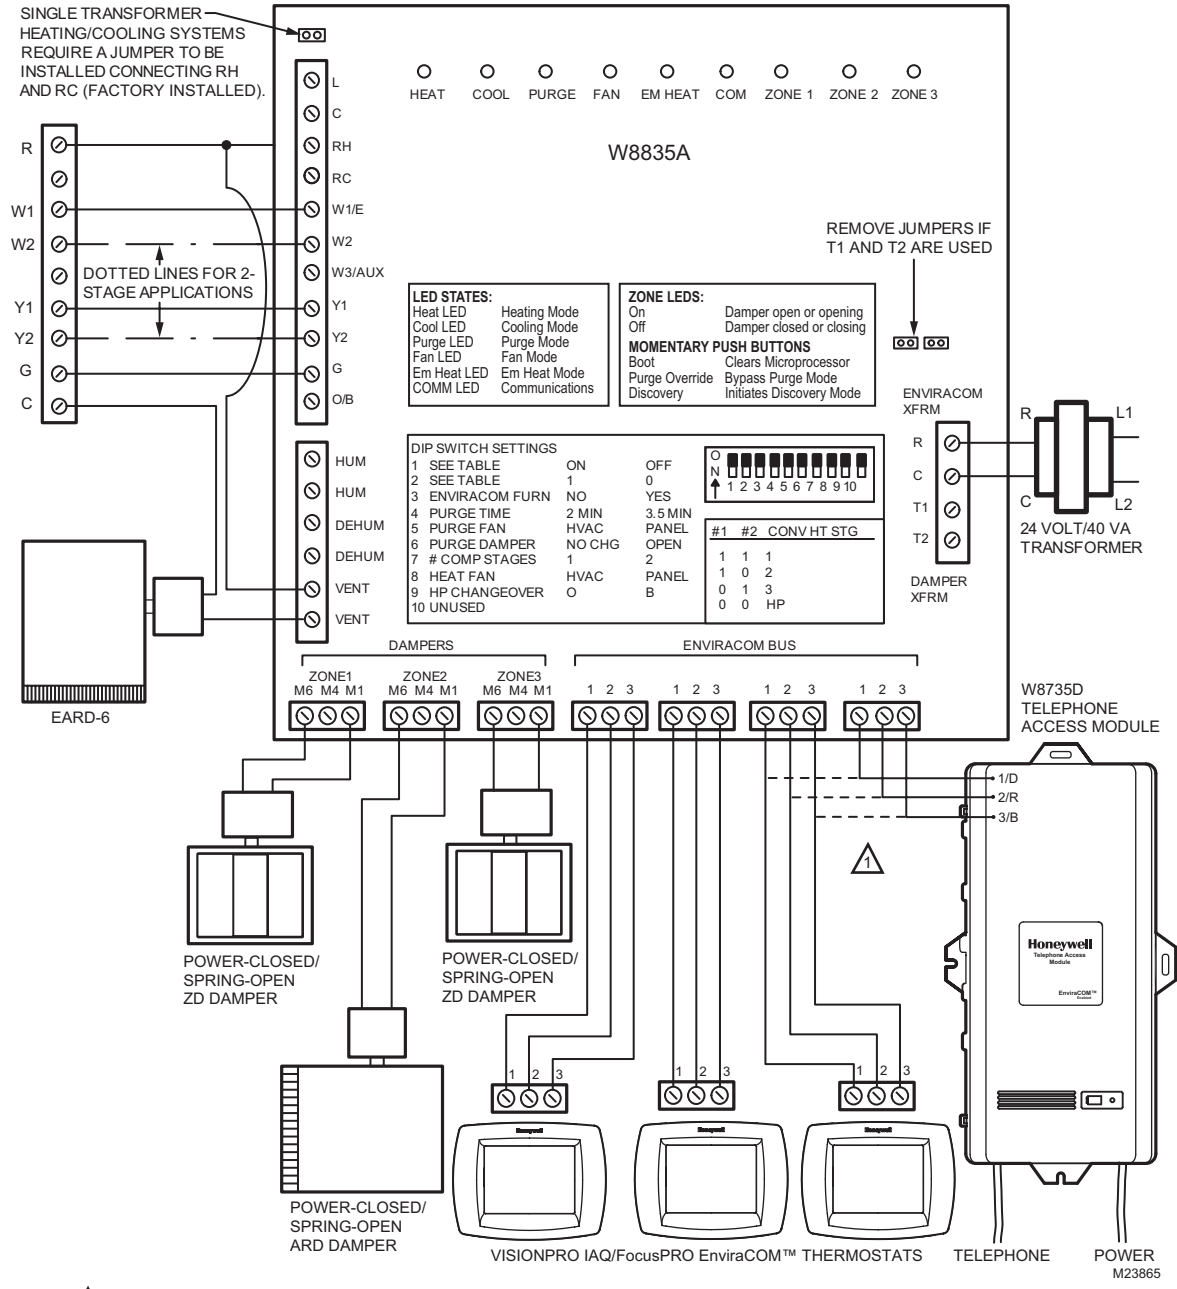 SINGLE TRANSFORMER
HEATING/COOLING SYSTEMS
REQUIRE A JUMPER TO BE
INSTALLED CONNECTING RH
AND RC (FACTORY INSTALLED).
HEAT COOL PURGE FAN EM HEAT COM ZONE 1 ZONE 2 ZONE 3
W8835A
L
C
RH
RC
W1/E
W2
W3/AUX
Y1
Y2
G
O/B
R
W1
W2
Y1
Y2
G
C
DOTTED LINES FOR 2-
STAGE APPLICATIONS
REMOVE JUMPERS IF
T1 AND T2 ARE USED
LED STATES:
Heat LED Heating Mode
Cool LED Cooling Mode
Purge LED Purge Mode
Fan LED Fan Mode
Em Heat LED Em Heat Mode
COMM LED Communications
ZONE LEDS:
On Damper open or opening
Off Damper closed or closing
MOMENTARY PUSH BUTTONS
Boot Clears Microprocessor
Purge Override Bypass Purge Mode
Discovery Initiates Discovery Mode
ENVIRACOM
XFRM
R
C
T1
T2
DAMPER
XFRM
R
C
L1
L2
24 VOLT/40 VA
TRANSFORMER
HUM
HUM
DEHUM
DEHUM
VENT
VENT
DIP SWITCH SETTINGS
1 SEE TABLE ON OFF
2 SEE TABLE 1 0
3 ENVIRACOM FURN NO YES
4 PURGE TIME 2 MIN 3.5 MIN
5 PURGE FAN HVAC PANEL
6 PURGE DAMPER NO CHG OPEN
7 # COMP STAGES 1 2
8 HEAT FAN HVAC PANEL
9 HP CHANGEOVER O B
10 UNUSED
O
N
1 2 3 4 5 6 7 8 9 10
#1 #2 CONV HT STG
1 1 1
1 0 2
0 1 3
0 0 HP
EARD-6
DAMPERS
ENVIRACOM BUS
ZONE1 ZONE2 ZONE3
M6 M4 M1 M6 M4 M1 M6 M4 M1
1 2 3 1 2 3 1 2 3 1 2 3
W8735D
TELEPHONE
ACCESS MODULE
1/D
2/R
3/B
1
Honeywell
Telephone Access
Module
EnviraCOM™
Enabled
POWER-CLOSED/
SPRING-OPEN
ZD DAMPER
POWER-CLOSED/
SPRING-OPEN
ZD DAMPER
POWER-CLOSED/
SPRING-OPEN
ARD DAMPER
1 2 3 1 2 3 1 2 3
Honeywell Honeywell Honeywell
VISIONPRO IAQ/FocusPRO EnviraCOM™ THERMOSTATS
TELEPHONE
POWER
M23865